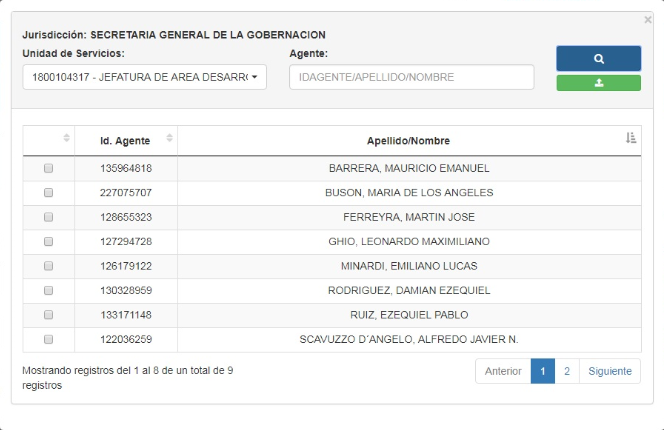 ×
Jurisdicción: SECRETARIA GENERAL DE LA GOBERNACION
Unidad de Servicios:
Agente:
1800104317 - JEFATURA DE AREA DESARR
IDAGENTE/APELLIDO/NOMBRE
Id. Agente Apellido/Nombre
135964818 BARRERA, MAURICIO EMANUEL
227075707 BUSON, MARIA DE LOS ANGELES
128655323 FERREYRA, MARTIN JOSE
127294728 GHIO, LEONARDO MAXIMILIANO
126179122 MINARDI, EMILIANO LUCAS
130328959 RODRIGUEZ, DAMIAN EZEQUIEL
133171148 RUIZ, EZEQUIEL PABLO
122036259 SCAVUZZO D´ANGELO, ALFREDO JAVIER N.
Mostrando registros del 1 al 8 de un total de 9
registros
Anterior 1 2 Siguiente